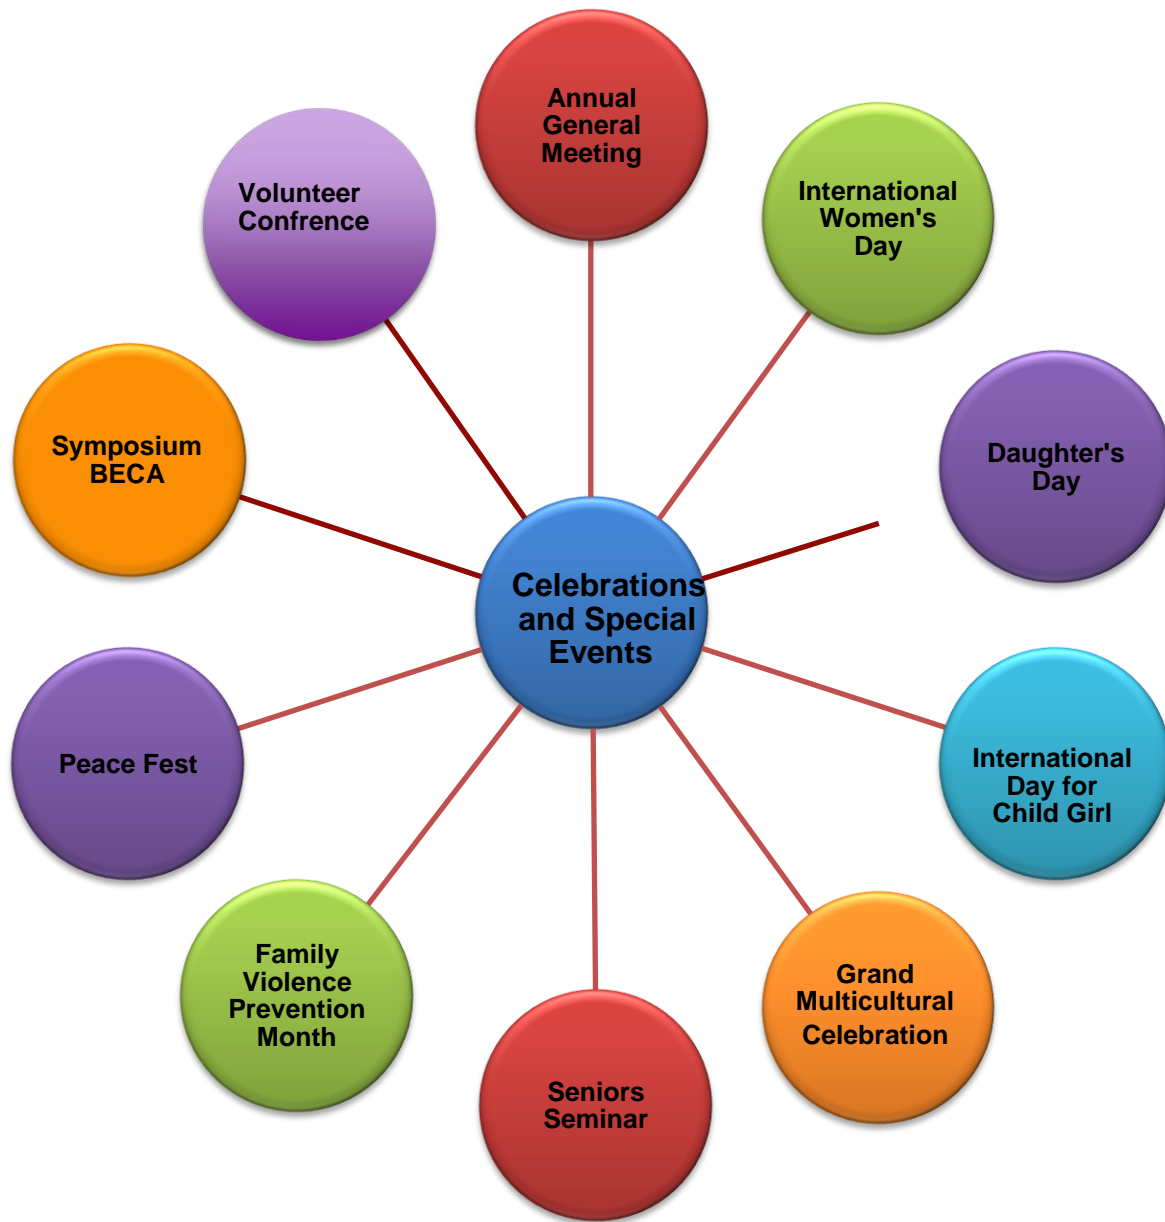 Annual
General
Meeting
International
Women's
Day
Daughter's
Day
International
Day for
Child Girl
Grand
Multicultural
Celebration
Seniors
Seminar
Family
Violence
Prevention
Month
Peace Fest
Symposium
BECA
Volunteer
Confrence
Celebrations
and Special
Events